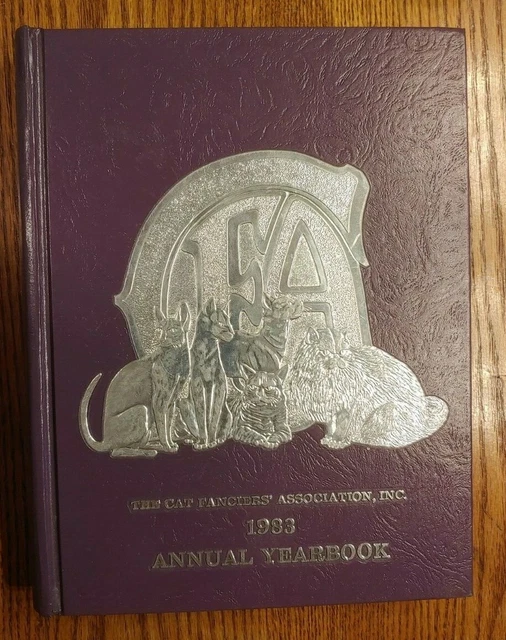 CFA
THE CAT FANCIERS' ASSOCIATION, INC.
1983
ANNUAL YEARBOOK